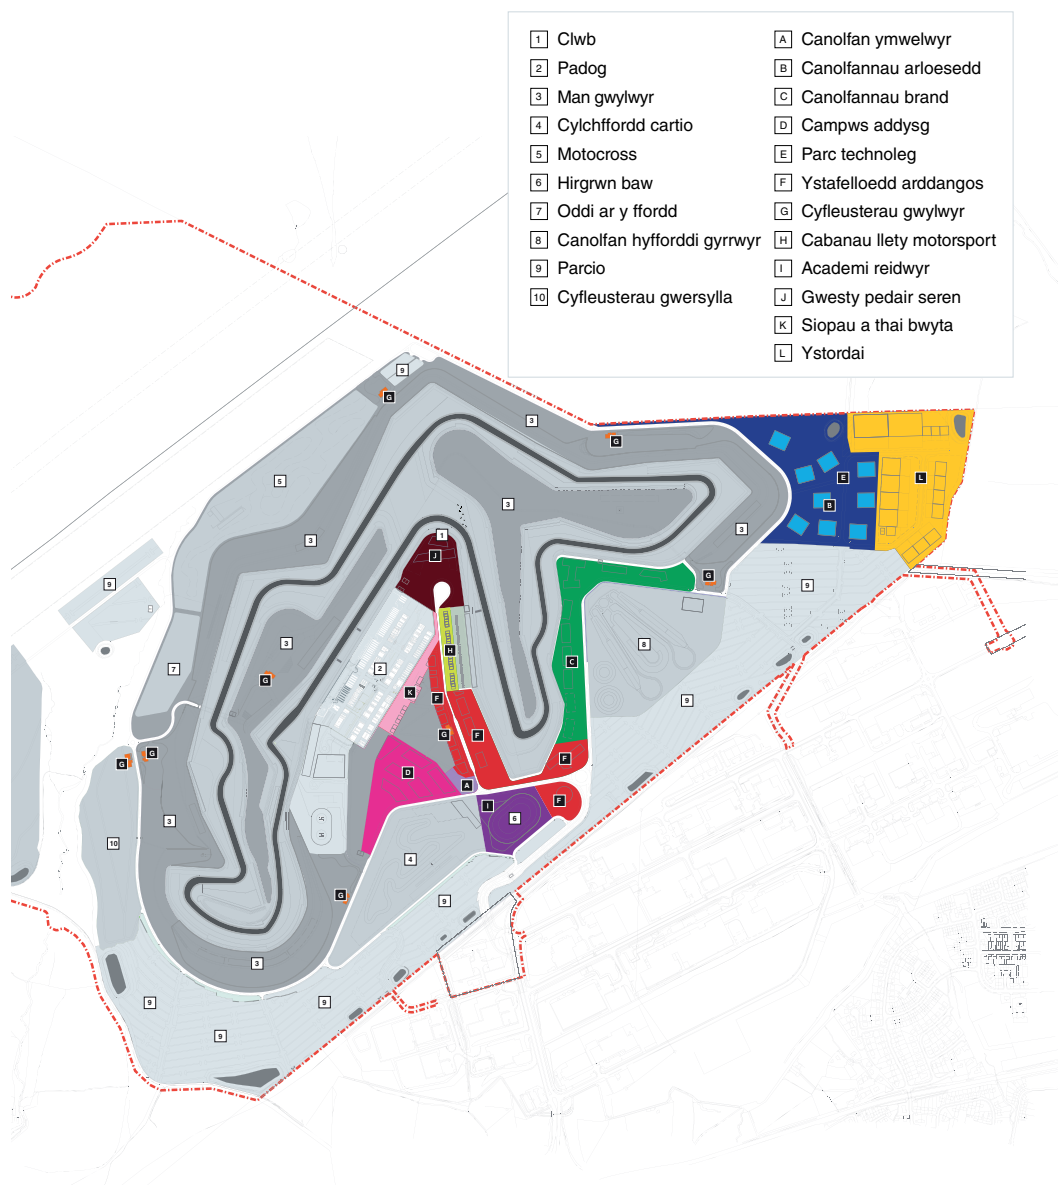 1 Clwb
2 Padog
3 Man gwylwyr
4 Cylchffordd cartio
5 Motocross
6 Hirgrwn baw
7 Oddi ar y ffordd
8 Canolfan hyfforddi gyrrwyr
9 Parcio
10 Cyfleusterau gwersylla
A Canolfan ymwelwyr
B Canolfannau arloesedd
C Canolfannau brand
D Campws addysg
E Parc technoleg
F Ystafelloedd arddangos
G Cyfleusterau gwylwyr
H Cabanau llety motorsport
I Academi reidwyr
J Gwesty pedair seren
K Siopau a thai bwyta
L Ystordai
9
G
3
G
5
E
L
3
B
3
1
3
J
G
9
9
3
8
H
C
7
2
G
K
F
9
G
F
G
G
F
D
A
F
I
3
6
10
4
G
9
3
9
9
9